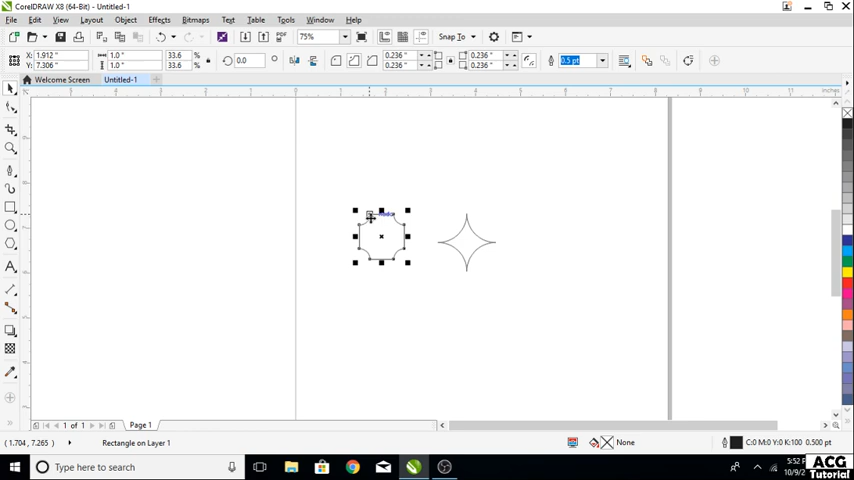 CorelDRAW X8 (64-Bit) - Untitled-1
File Edit View Layout Object Effects Bitmaps Text Table Tools Window Help
PDF 75% Snap To
X: 1.912 " 1.0 " 33.6 % 0.0 0.236 " 0.236 " 0.5 pt
Y: 7.306 " 1.0 " 33.6 % 0.236 " 0.236 "
Welcome Screen Untitled-1
inches
1 of 1 Page 1
(1.704, 7.265) Rectangle on Layer 1 None C:0 M:0 Y:0 K:100 0.500 pt
Type here to search
5:52
10/9/2
ACG
Tutorial